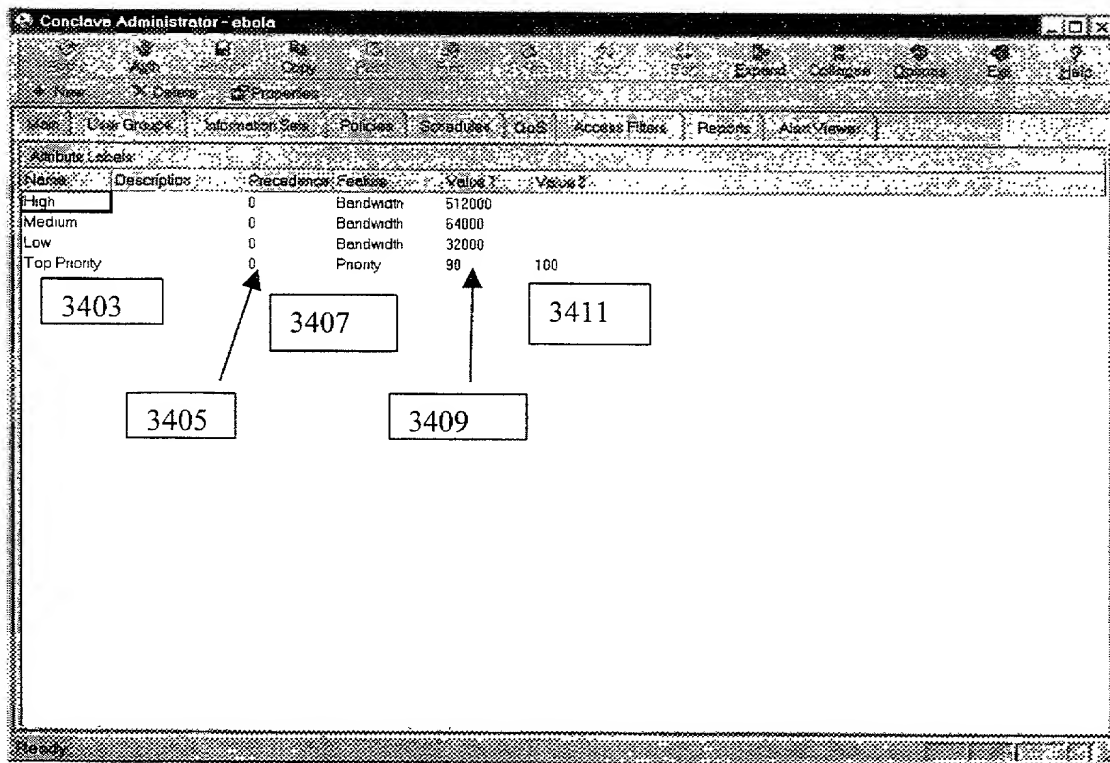 Conclave Administrator - ebola
Auth Copy Expand Collapse Options Exit Help
New Delete Properties
Main User Groups Information Sets Policies Schedules QoS Access Filters Reports Alert Viewer
Attribute Labels
Name Description Precedence Feature Value 1 Value 2
High 0 Bandwidth 512000
Medium 0 Bandwidth 64000
Low 0 Bandwidth 32000
Top Priority 0 Priority 90 100
3403
3407
3411
3405
3409
Ready